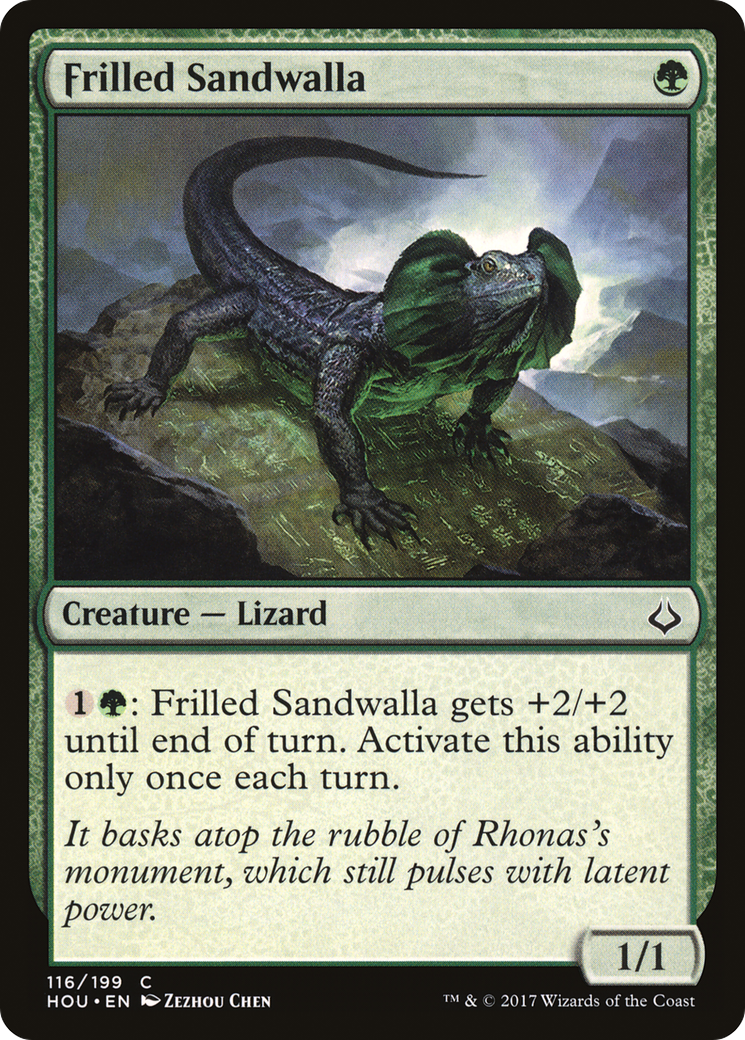 Frilled Sandwalla
Creature — Lizard
1: Frilled Sandwalla gets +2/+2
until end of turn. Activate this ability
only once each turn.
It basks atop the rubble of Rhonas's
monument, which still pulses with latent
power.
1/1
116/199 C
HOU • EN Zezhou Chen
™ & © 2017 Wizards of the Coast